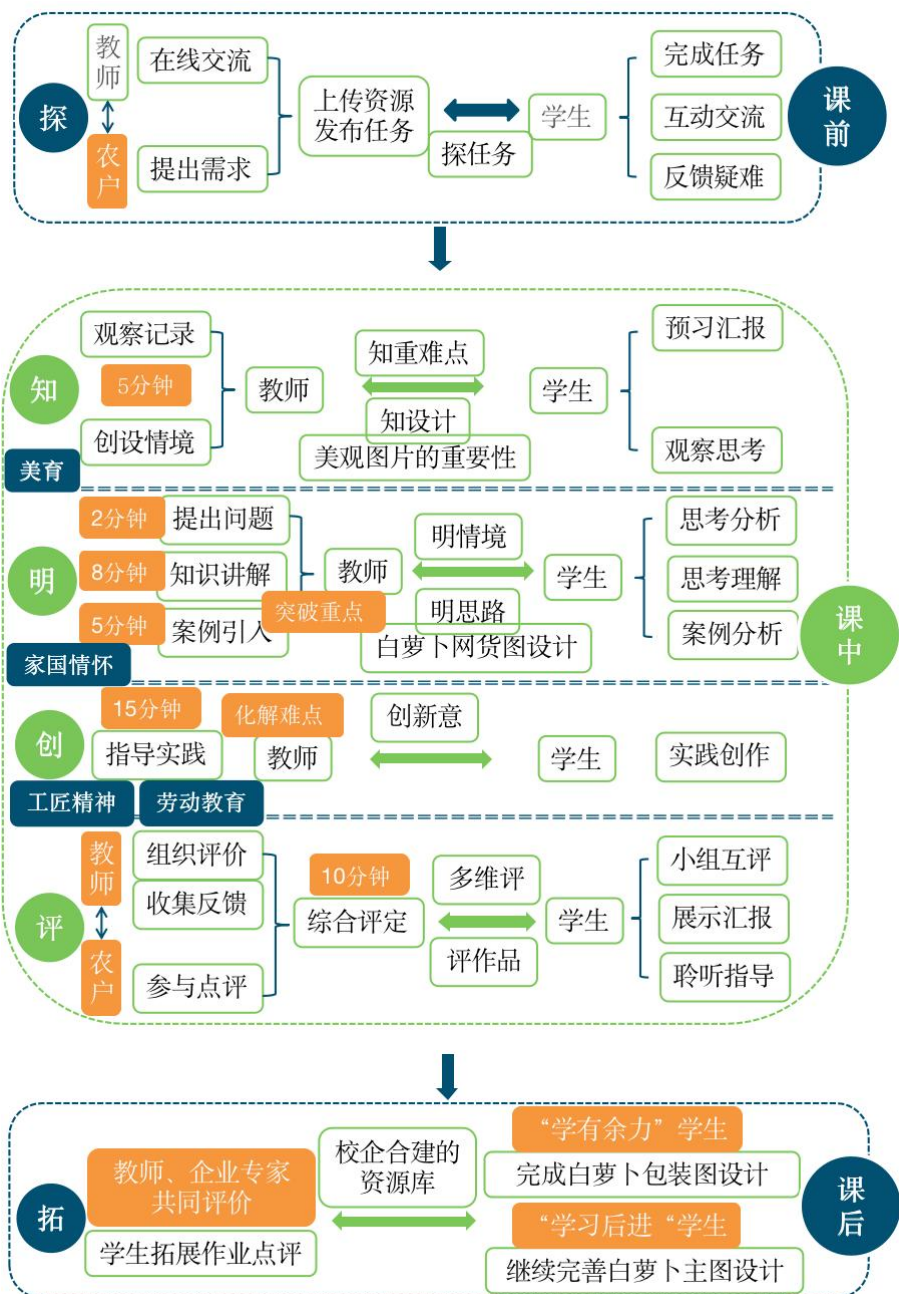 探
教师
农户
在线交流
提出需求
上传资源
发布任务
探任务
学生
完成任务
互动交流
反馈疑难
课前
知
观察记录
5分钟
创设情境
教师
知重难点
知设计
美观图片的重要性
学生
预习汇报
观察思考
美育
明
2分钟
提出问题
8分钟
知识讲解
5分钟
案例引入
教师
突破重点
明情境
明思路
白萝卜网货图设计
学生
思考分析
思考理解
案例分析
课中
家国情怀
创
15分钟
指导实践
化解难点
教师
创新意
学生
实践创作
工匠精神
劳动教育
评
教师
农户
组织评价
收集反馈
参与点评
10分钟
综合评定
多维评
评作品
学生
小组互评
展示汇报
聆听指导
拓
教师、企业专家
共同评价
学生拓展作业点评
校企合建的
资源库
“学有余力”学生
完成白萝卜包装图设计
“学习后进“学生
继续完善白萝卜主图设计
课后